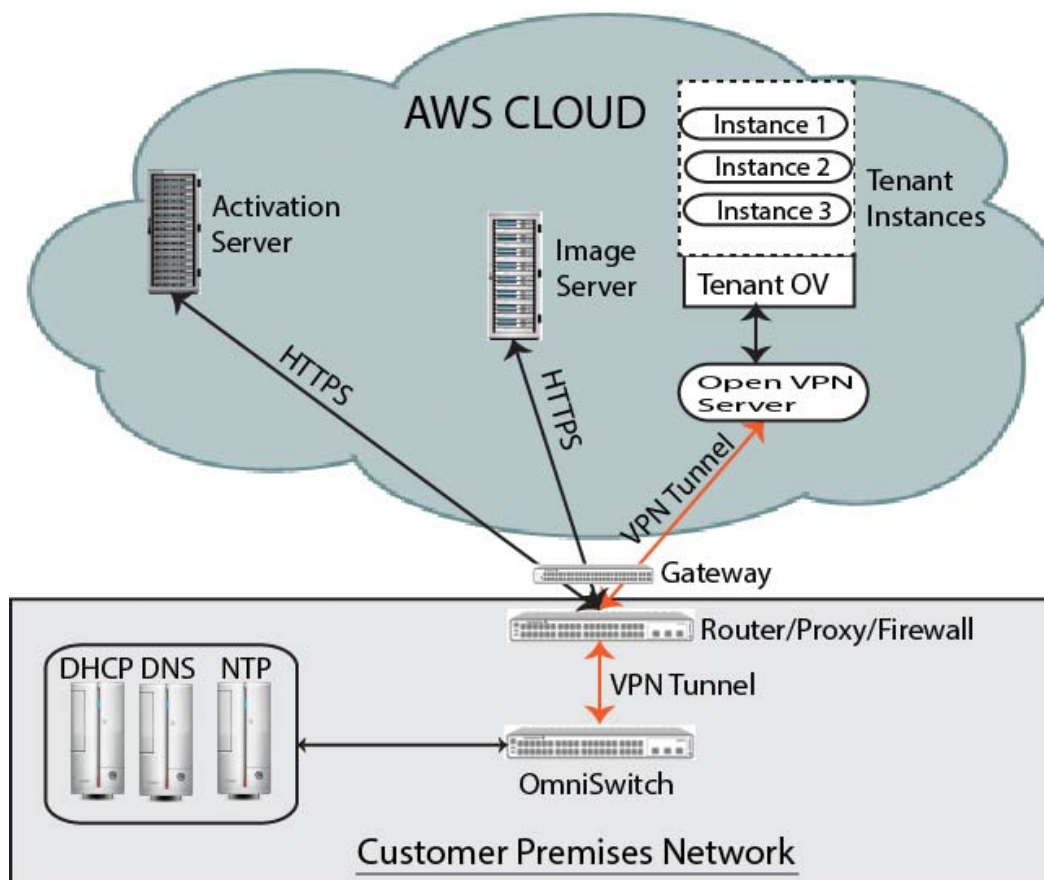 AWS CLOUD
Instance 1
Instance 2
Instance 3
Tenant
Instances
Tenant OV
Activation
Server
Image
Server
Open VPN
Server
HTTPS
HTTPS
VPN Tunnel
Gateway
Router/Proxy/Firewall
VPN Tunnel
DHCP DNS NTP
OmniSwitch
Customer Premises Network